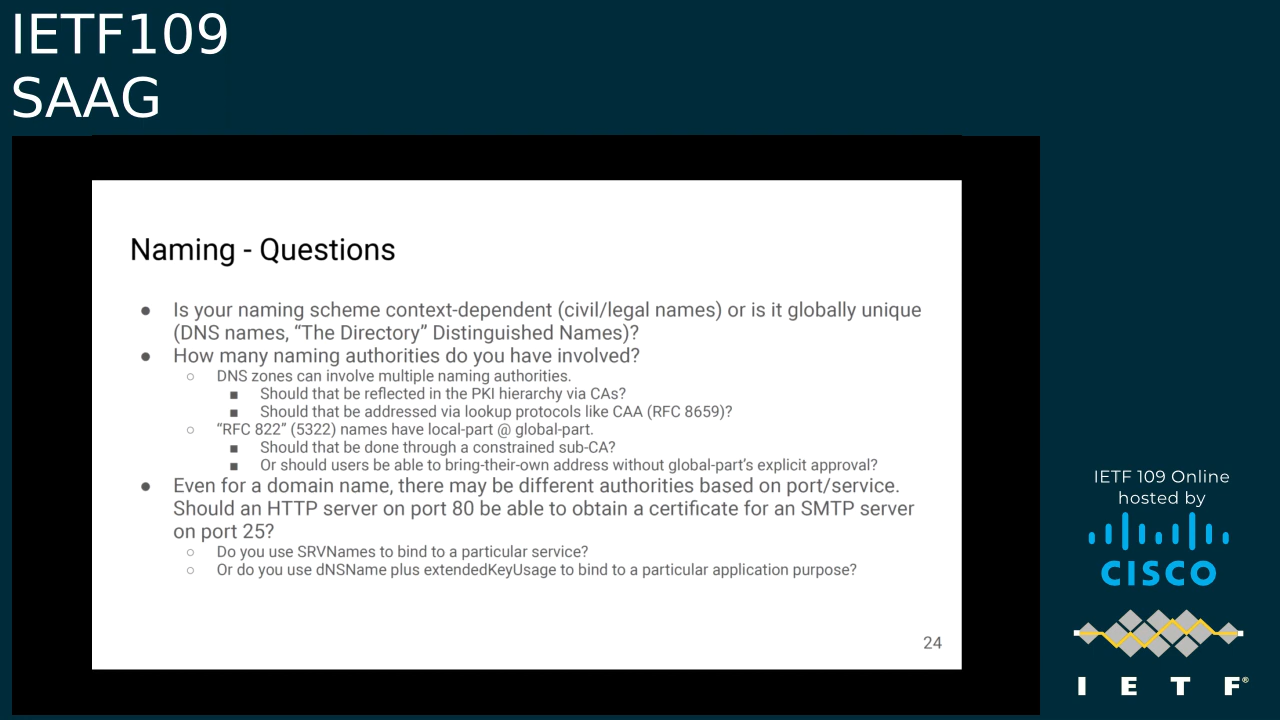 IETF109
SAAG
Naming - Questions
● Is your naming scheme context-dependent (civil/legal names) or is it globally unique
(DNS names, “The Directory” Distinguished Names)?
● How many naming authorities do you have involved?
○ DNS zones can involve multiple naming authorities.
■ Should that be reflected in the PKI hierarchy via CAs?
■ Should that be addressed via lookup protocols like CAA (RFC 8659)?
○ “RFC 822” (5322) names have local-part @ global-part.
■ Should that be done through a constrained sub-CA?
■ Or should users be able to bring-their-own address without global-part’s explicit approval?
● Even for a domain name, there may be different authorities based on port/service.
Should an HTTP server on port 80 be able to obtain a certificate for an SMTP server
on port 25?
○ Do you use SRVNames to bind to a particular service?
○ Or do you use dNSName plus extendedKeyUsage to bind to a particular application purpose?
24
IETF 109 Online
hosted by
CISCO
I E T F®